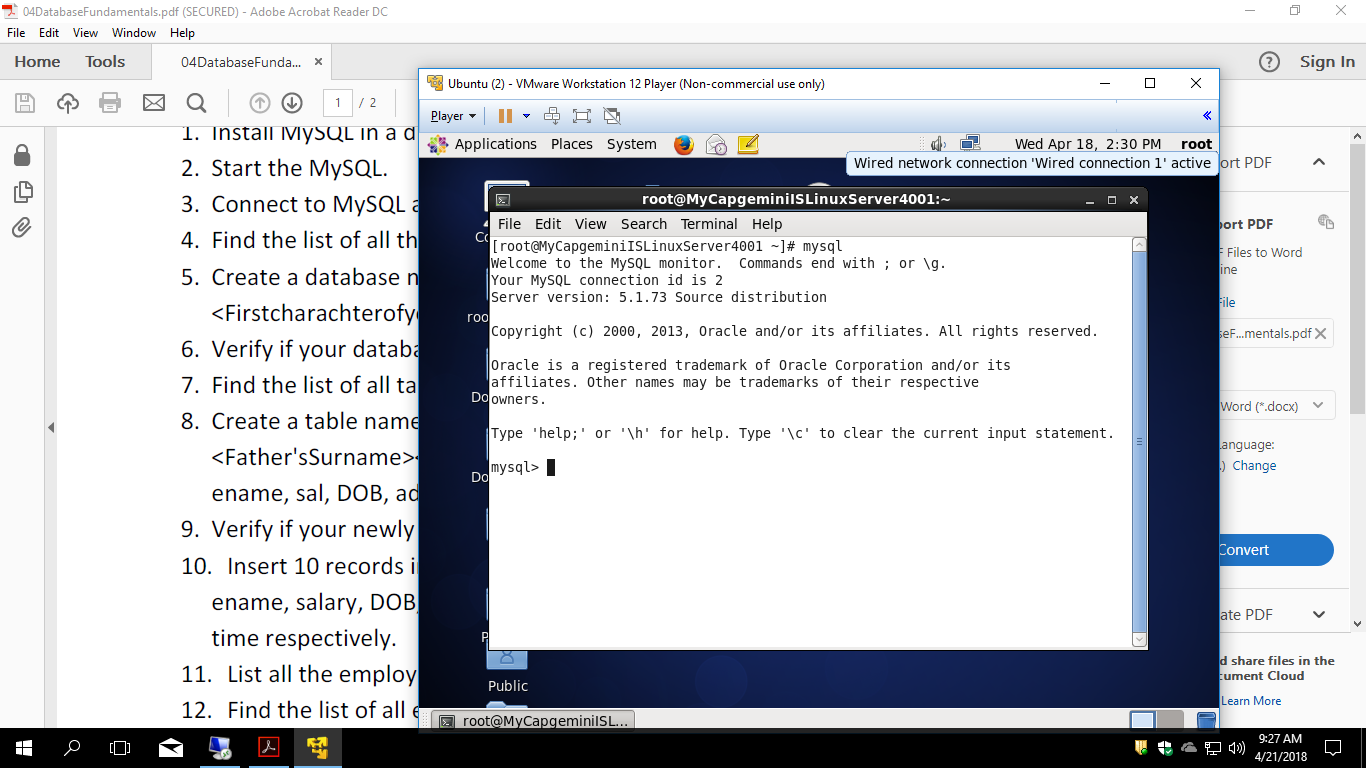 04DatabaseFundamentals.pdf (SECURED) - Adobe Acrobat Reader DC
File Edit View Window Help
Home Tools 04DatabaseFunda... × Sign In
1 / 2
1. Install MySQL in a d
2. Start the MySQL.
3. Connect to MySQL a
4. Find the list of all th
5. Create a database n
<Firstcharachterofy
6. Verify if your databa
7. Find the list of all ta
8. Create a table name
<Father'sSurname><
ename, sal, DOB, ad
9. Verify if your newly
10. Insert 10 records i
ename, salary, DOB,
time respectively.
11. List all the employ
12. Find the list of all e
Ubuntu (2) - VMware Workstation 12 Player (Non-commercial use only)
Player
«
Applications Places System Wed Apr 18, 2:30 PM root
Wired network connection 'Wired connection 1' active
root@MyCapgeminiISLinuxServer4001:~
File Edit View Search Terminal Help
[root@MyCapgeminiISLinuxServer4001 ~]# mysql
Welcome to the MySQL monitor.  Commands end with ; or \g.
Your MySQL connection id is 2
Server version: 5.1.73 Source distribution
Copyright (c) 2000, 2013, Oracle and/or its affiliates. All rights reserved.
Oracle is a registered trademark of Oracle Corporation and/or its
affiliates. Other names may be trademarks of their respective
owners.
Type 'help;' or '\h' for help. Type '\c' to clear the current input statement.
mysql>
Co
roo
Do
Do
P
Public
root@MyCapgeminiISL...
port PDF
port PDF
F Files to Word
ine
File
seF...mentals.pdf
Word (*.docx)
anguage:
.) Change
Convert
ate PDF
d share files in the
cument Cloud
Learn More
9:27 AM
4/21/2018